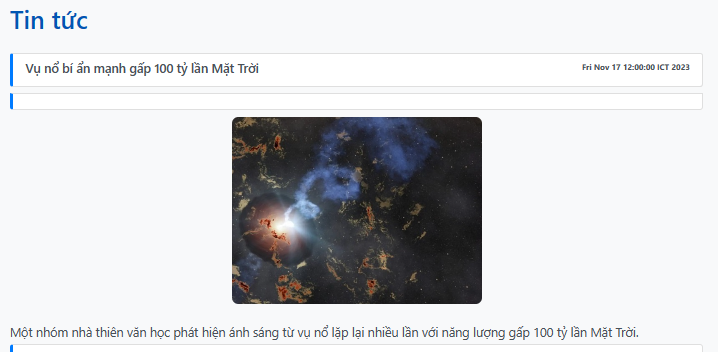 Tin tức
Vụ nổ bí ẩn mạnh gấp 100 tỷ lần Mặt Trời
Fri Nov 17 12:00:00 ICT 2023
Một nhóm nhà thiên văn học phát hiện ánh sáng từ vụ nổ lặp lại nhiều lần với năng lượng gấp 100 tỷ lần Mặt Trời.